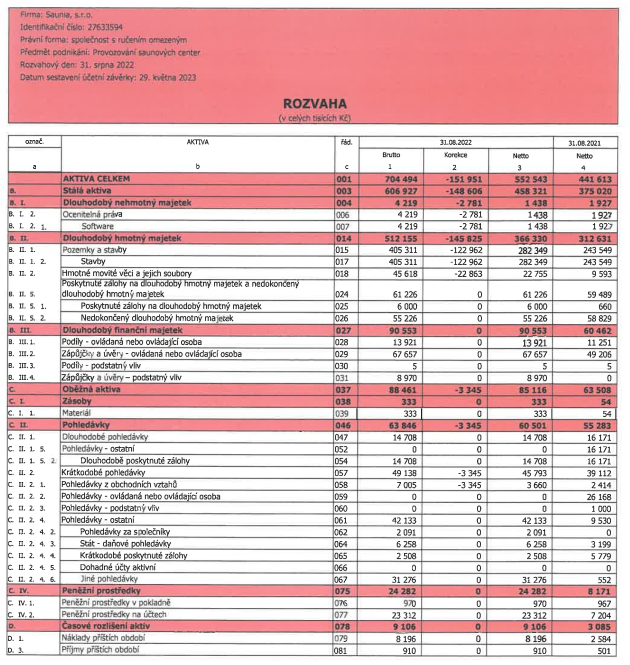 Firma: Saunia, s.r.o.
Identifikační číslo: 27633594
Právní forma: společnost s ručením omezeným
Předmět podnikání: Provozování saunových center
Rozvahový den: 31. srpna 2022
Datum sestavení účetní závěrky: 29. května 2023
ROZVAHA
(v celých tisících Kč)
označ. AKTIVA řád. 31.08.2022 31.08.2021
Brutto Korekce Netto Netto
a b c 1 2 3 4
AKTIVA CELKEM 001 704 494 -151 951 552 543 441 613
B. Stálá aktiva 003 606 927 -148 606 458 321 375 020
B. I. Dlouhodobý nehmotný majetek 004 4 219 -2 781 1 438 1 927
B. I. 2. Ocenitelná práva 006 4 219 -2 781 1 438 1 927
B. I. 2. 1. Software 007 4 219 -2 781 1 438 1 927
B. II. Dlouhodobý hmotný majetek 014 512 155 -145 825 366 330 312 631
B. II. 1. Pozemky a stavby 015 405 311 -122 962 282 349 243 549
B. II. 1. 2. Stavby 017 405 311 -122 962 282 349 243 549
B. II. 2. Hmotné movité věci a jejich soubory 018 45 618 -22 863 22 755 9 593
Poskytnuté zálohy na dlouhodobý hmotný majetek a nedokončený
B. II. 5. dlouhodobý hmotný majetek 024 61 226 0 61 226 59 489
B. II. 5. 1. Poskytnuté zálohy na dlouhodobý hmotný majetek 025 6 000 0 6 000 660
B. II. 5. 2. Nedokončený dlouhodobý hmotný majetek 026 55 226 0 55 226 58 829
B. III. Dlouhodobý finanční majetek 027 90 553 0 90 553 60 462
B. III. 1. Podíly - ovládaná nebo ovládající osoba 028 13 921 0 13 921 11 251
B. III. 2. Zápůjčky a úvěry - ovládaná nebo ovládající osoba 029 67 657 0 67 657 49 206
B. III. 3. Podíly - podstatný vliv 030 5 0 5 5
B. III. 4. Zápůjčky a úvěry – podstatný vliv 031 8 970 0 8 970 0
C. Oběžná aktiva 037 88 461 -3 345 85 116 63 508
C. I. Zásoby 038 333 0 333 54
C. I. 1. Materiál 039 333 0 333 54
C. II. Pohledávky 046 63 846 -3 345 60 501 55 283
C. II. 1. Dlouhodobé pohledávky 047 14 708 0 14 708 16 171
C. II. 1. 5. Pohledávky - ostatní 052 0 0 0 16 171
C. II. 1. 5. 2. Dlouhodobě poskytnuté zálohy 054 14 708 0 14 708 16 171
C. II. 2. Krátkodobé pohledávky 057 49 138 -3 345 45 793 39 112
C. II. 2. 1. Pohledávky z obchodních vztahů 058 7 005 -3 345 3 660 2 414
C. II. 2. 2. Pohledávky - ovládaná nebo ovládající osoba 059 0 0 0 26 168
C. II. 2. 3. Pohledávky - podstatný vliv 060 0 0 0 1 000
C. II. 2. 4. Pohledávky - ostatní 061 42 133 0 42 133 9 530
C. II. 2. 4. 2. Pohledávky za společníky 062 2 091 0 2 091 0
C. II. 2. 4. 3. Stát - daňové pohledávky 064 6 258 0 6 258 3 199
C. II. 2. 4. 4. Krátkodobé poskytnuté zálohy 065 2 508 0 2 508 5 779
C. II. 2. 4. 5. Dohadné účty aktivní 066 0 0 0 0
C. II. 2. 4. 6. Jiné pohledávky 067 31 276 0 31 276 552
C. IV. Peněžní prostředky 075 24 282 0 24 282 8 171
C. IV. 1. Peněžní prostředky v pokladně 076 970 0 970 967
C. IV. 2. Peněžní prostředky na účtech 077 23 312 0 23 312 7 204
D. Časové rozlišení aktiv 078 9 106 0 9 106 3 085
D. 1. Náklady příštích období 079 8 196 0 8 196 2 584
D. 3. Příjmy příštích období 081 910 0 910 501